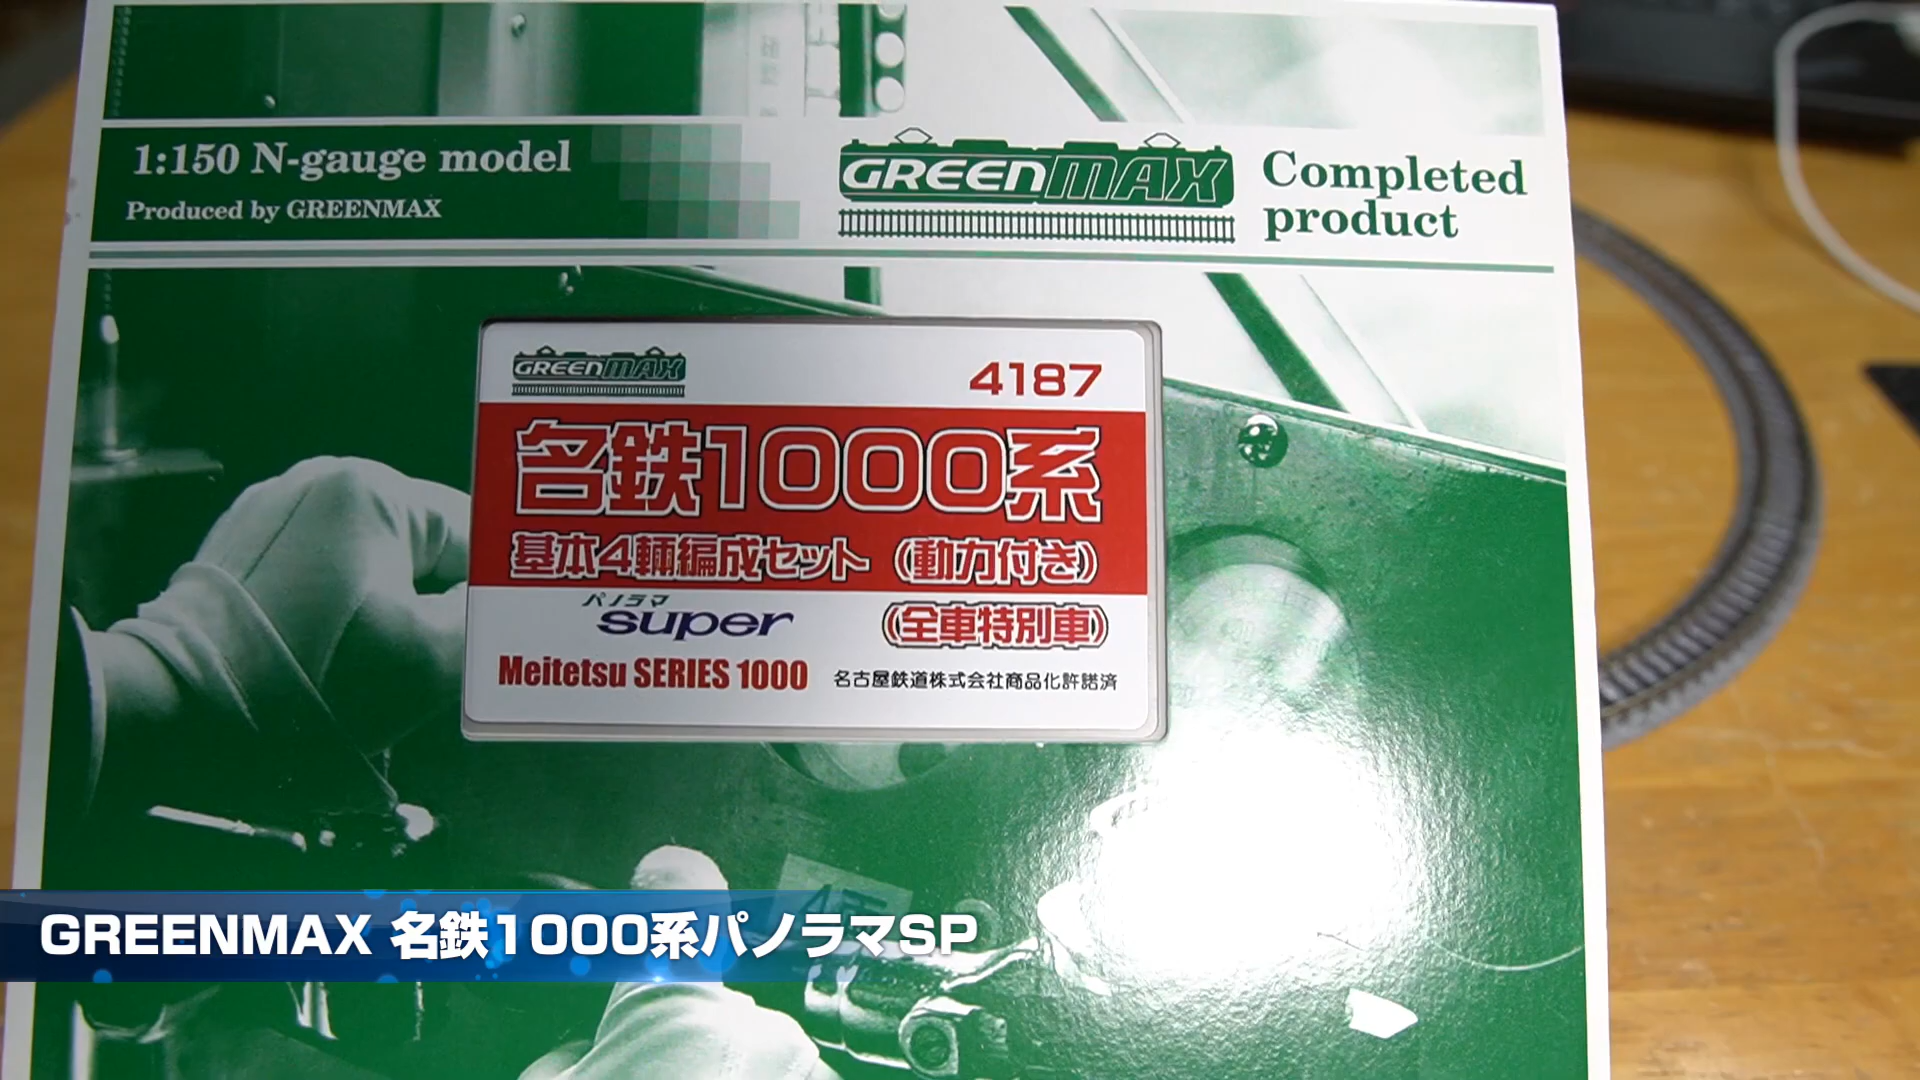 1:150 N-gauge model
Produced by GREENMAX
GREENMAX
Completed
product
GREENMAX
4187
名鉄1000系
基本4輌編成セット（動力付き）
パノラマ
super
（全車特別車）
Meitetsu SERIES 1000
名古屋鉄道株式会社商品化許諾済
GREENMAX 名鉄1000系パノラマSP